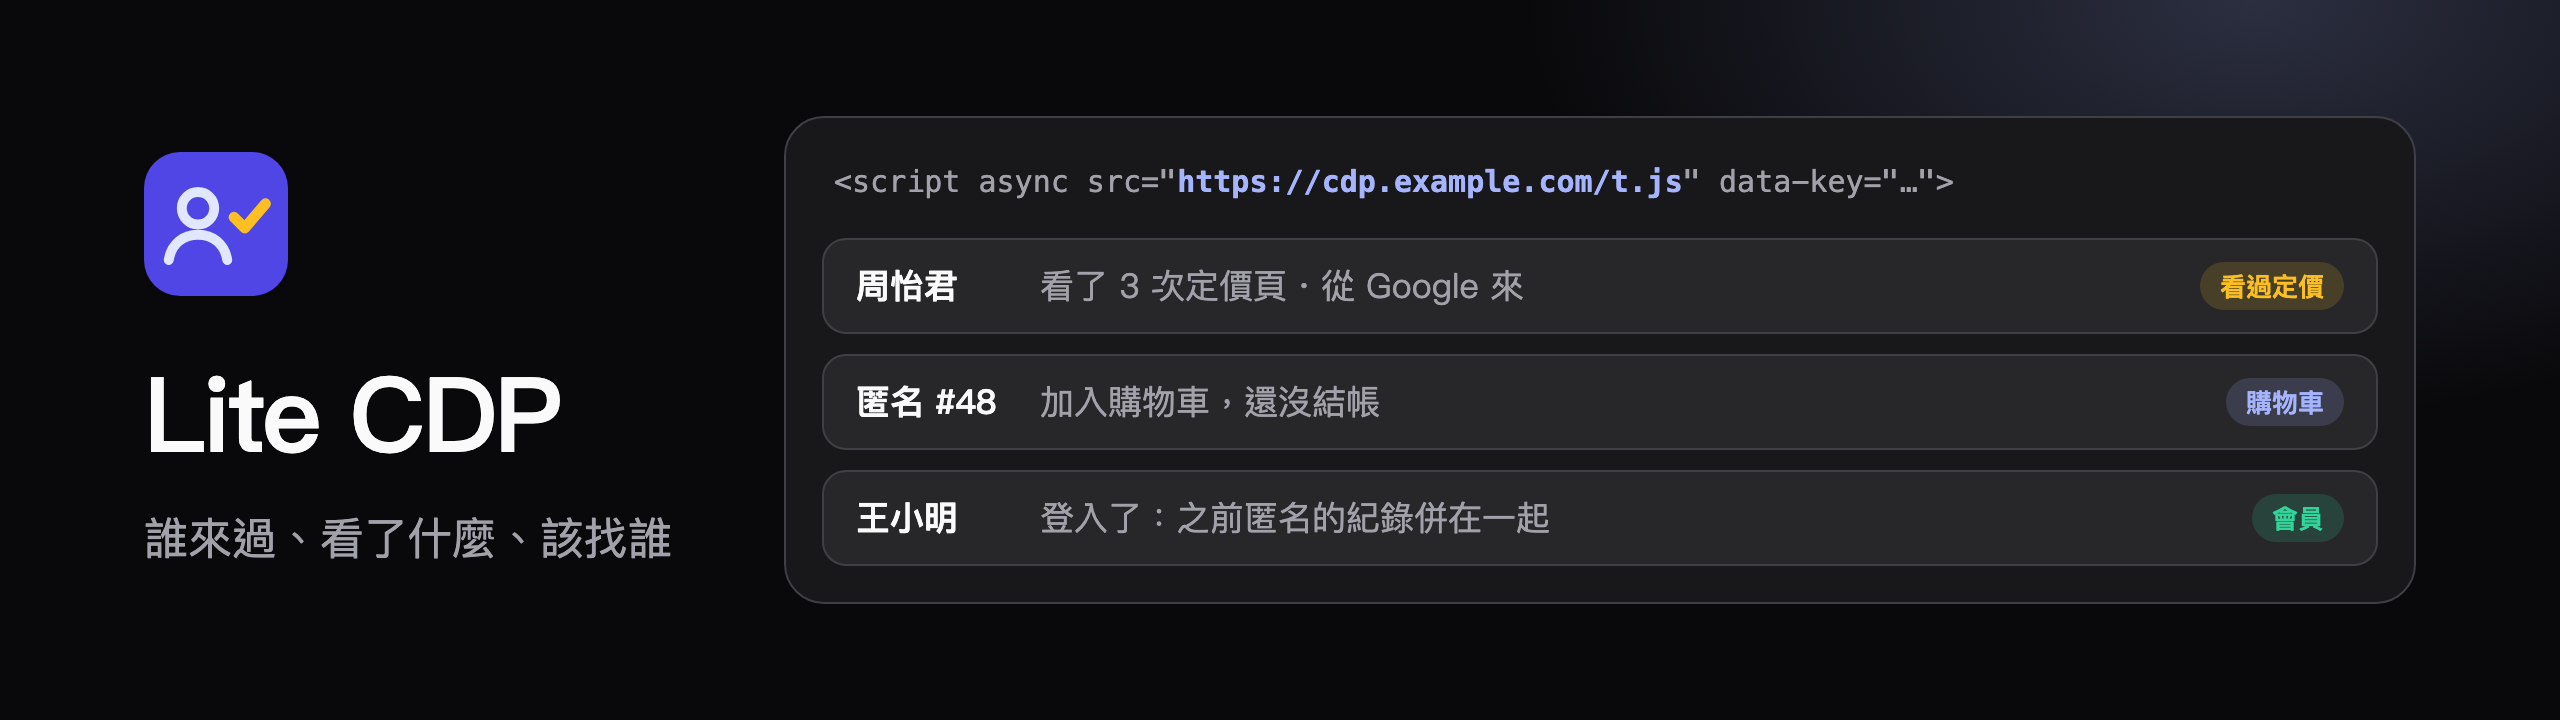 Lite CDP
誰來過、看了什麼、該找誰
<script async src="https://cdp.example.com/t.js" data-key="…">
周怡君 看了 3 次定價頁・從 Google 來 看過定價
匿名 #48 加入購物車，還沒結帳 購物車
王小明 登入了：之前匿名的紀錄併在一起 會員